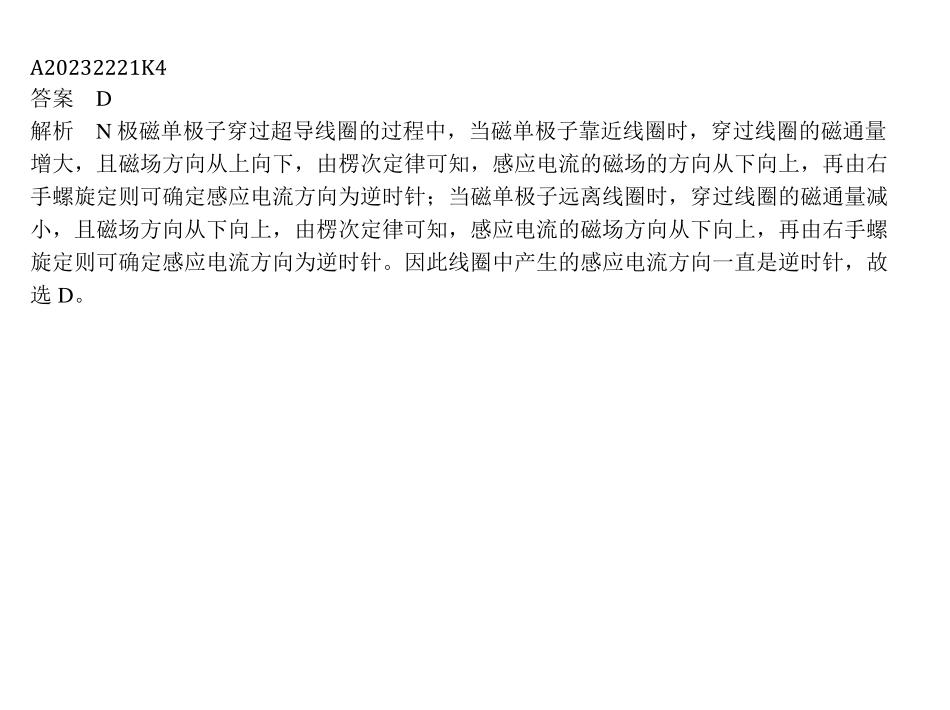 A20232221K4
答案 D
解析 N 极磁单极子穿过超导线圈的过程中，当磁单极子靠近线圈时，穿过线圈的磁通量
增大，且磁场方向从上向下，由楞次定律可知，感应电流的磁场的方向从下向上，再由右
手螺旋定则可确定感应电流方向为逆时针；当磁单极子远离线圈时，穿过线圈的磁通量减
小，且磁场方向从下向上，由楞次定律可知，感应电流的磁场方向从下向上，再由右手螺
旋定则可确定感应电流方向为逆时针。因此线圈中产生的感应电流方向一直是逆时针，故
选 D。